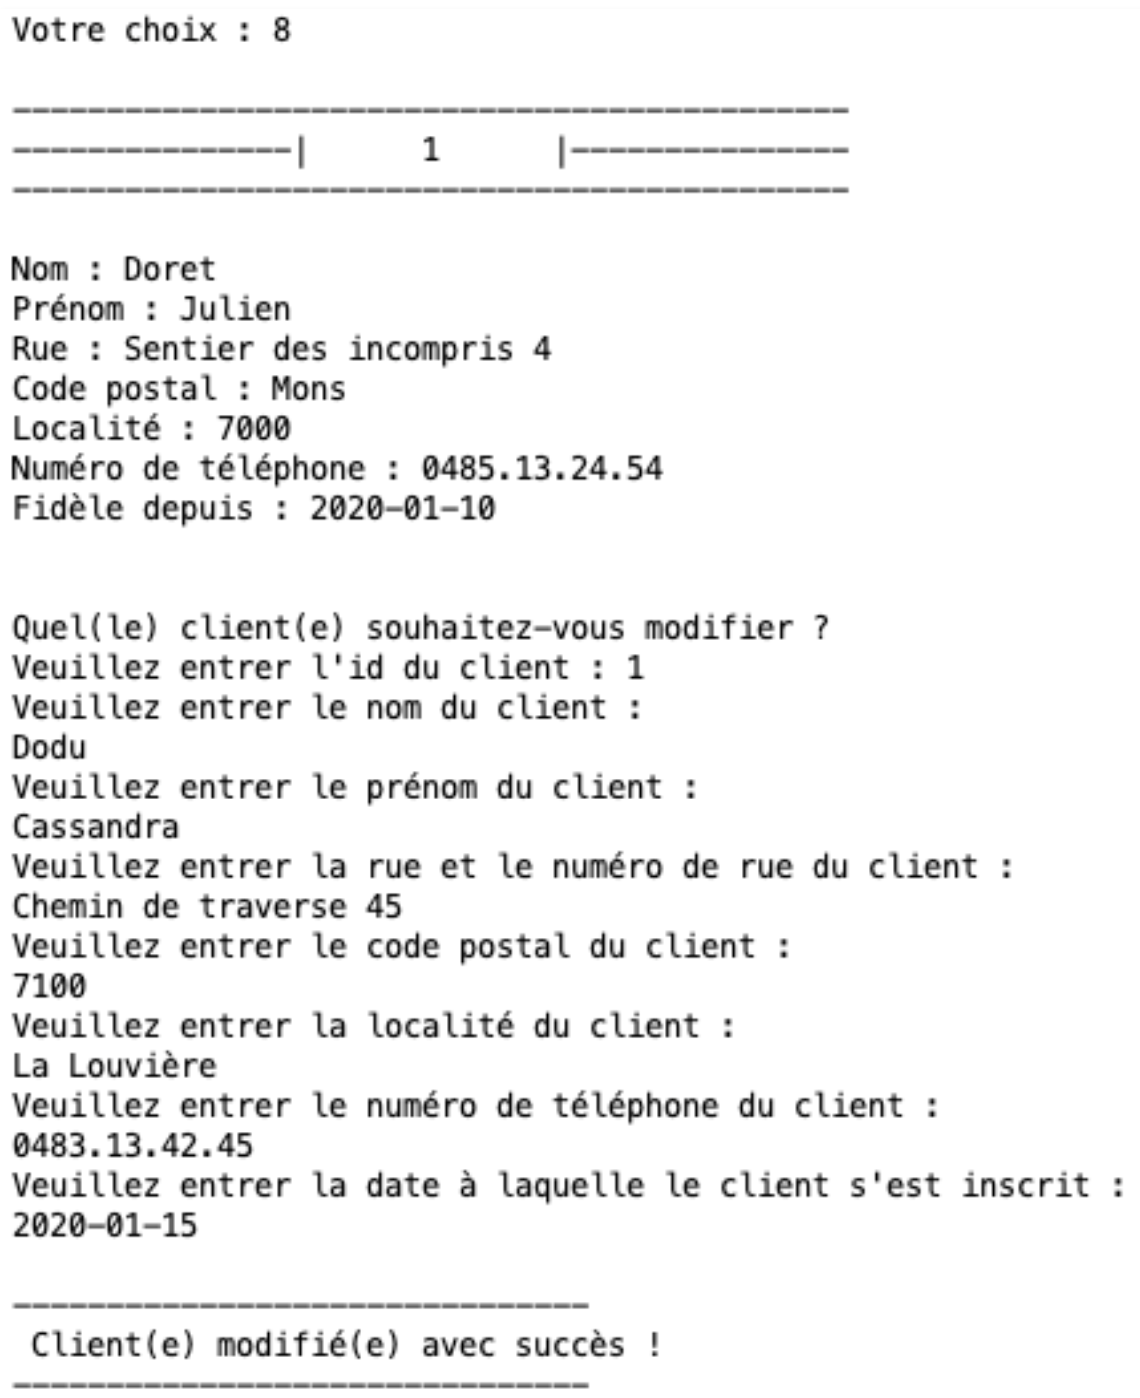 Votre choix : 8
---------------------------------------------
---------------|      1      |---------------
---------------------------------------------
Nom : Doret
Prénom : Julien
Rue : Sentier des incompris 4
Code postal : Mons
Localité : 7000
Numéro de téléphone : 0485.13.24.54
Fidèle depuis : 2020-01-10
Quel(le) client(e) souhaitez-vous modifier ?
Veuillez entrer l'id du client : 1
Veuillez entrer le nom du client :
Dodu
Veuillez entrer le prénom du client :
Cassandra
Veuillez entrer la rue et le numéro de rue du client :
Chemin de traverse 45
Veuillez entrer le code postal du client :
7100
Veuillez entrer la localité du client :
La Louvière
Veuillez entrer le numéro de téléphone du client :
0483.13.42.45
Veuillez entrer la date à laquelle le client s'est inscrit :
2020-01-15
-------------------------------
 Client(e) modifié(e) avec succès !
-------------------------------